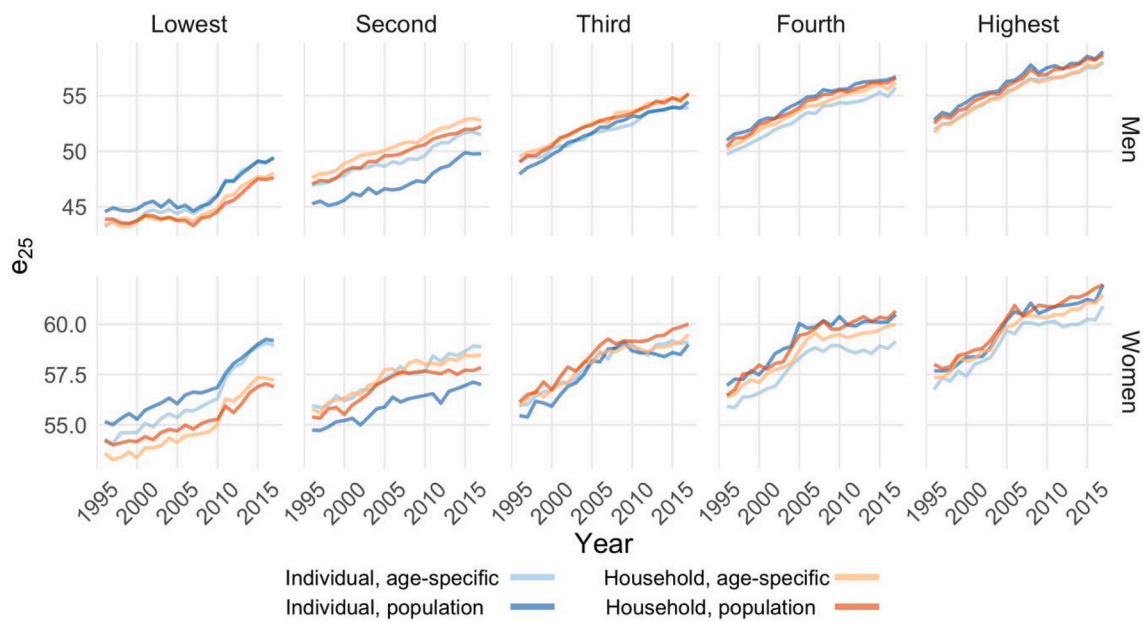 Lowest Second Third Fourth Highest
55
50
45
Men
e25
60.0
57.5
55.0
Women
1995 2000 2005 2010 2015 1995 2000 2005 2010 2015 1995 2000 2005 2010 2015 1995 2000 2005 2010 2015 1995 2000 2005 2010 2015
Year
Individual, age-specific Household, age-specific
Individual, population Household, population